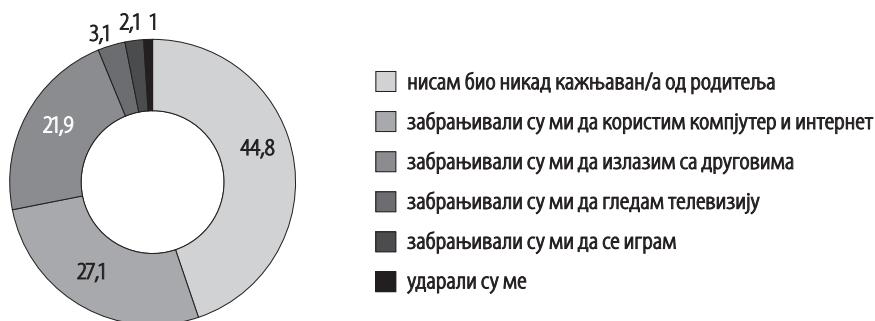 3,1
2,1
1
21,9
44,8
27,1
нисам био никад кажњаван/а од родитеља
забрањивали су ми да користим компјутер и интернет
забрањивали су ми да излазим са друговима
забрањивали су ми да гледам телевизију
забрањивали су ми да се играм
ударали су ме